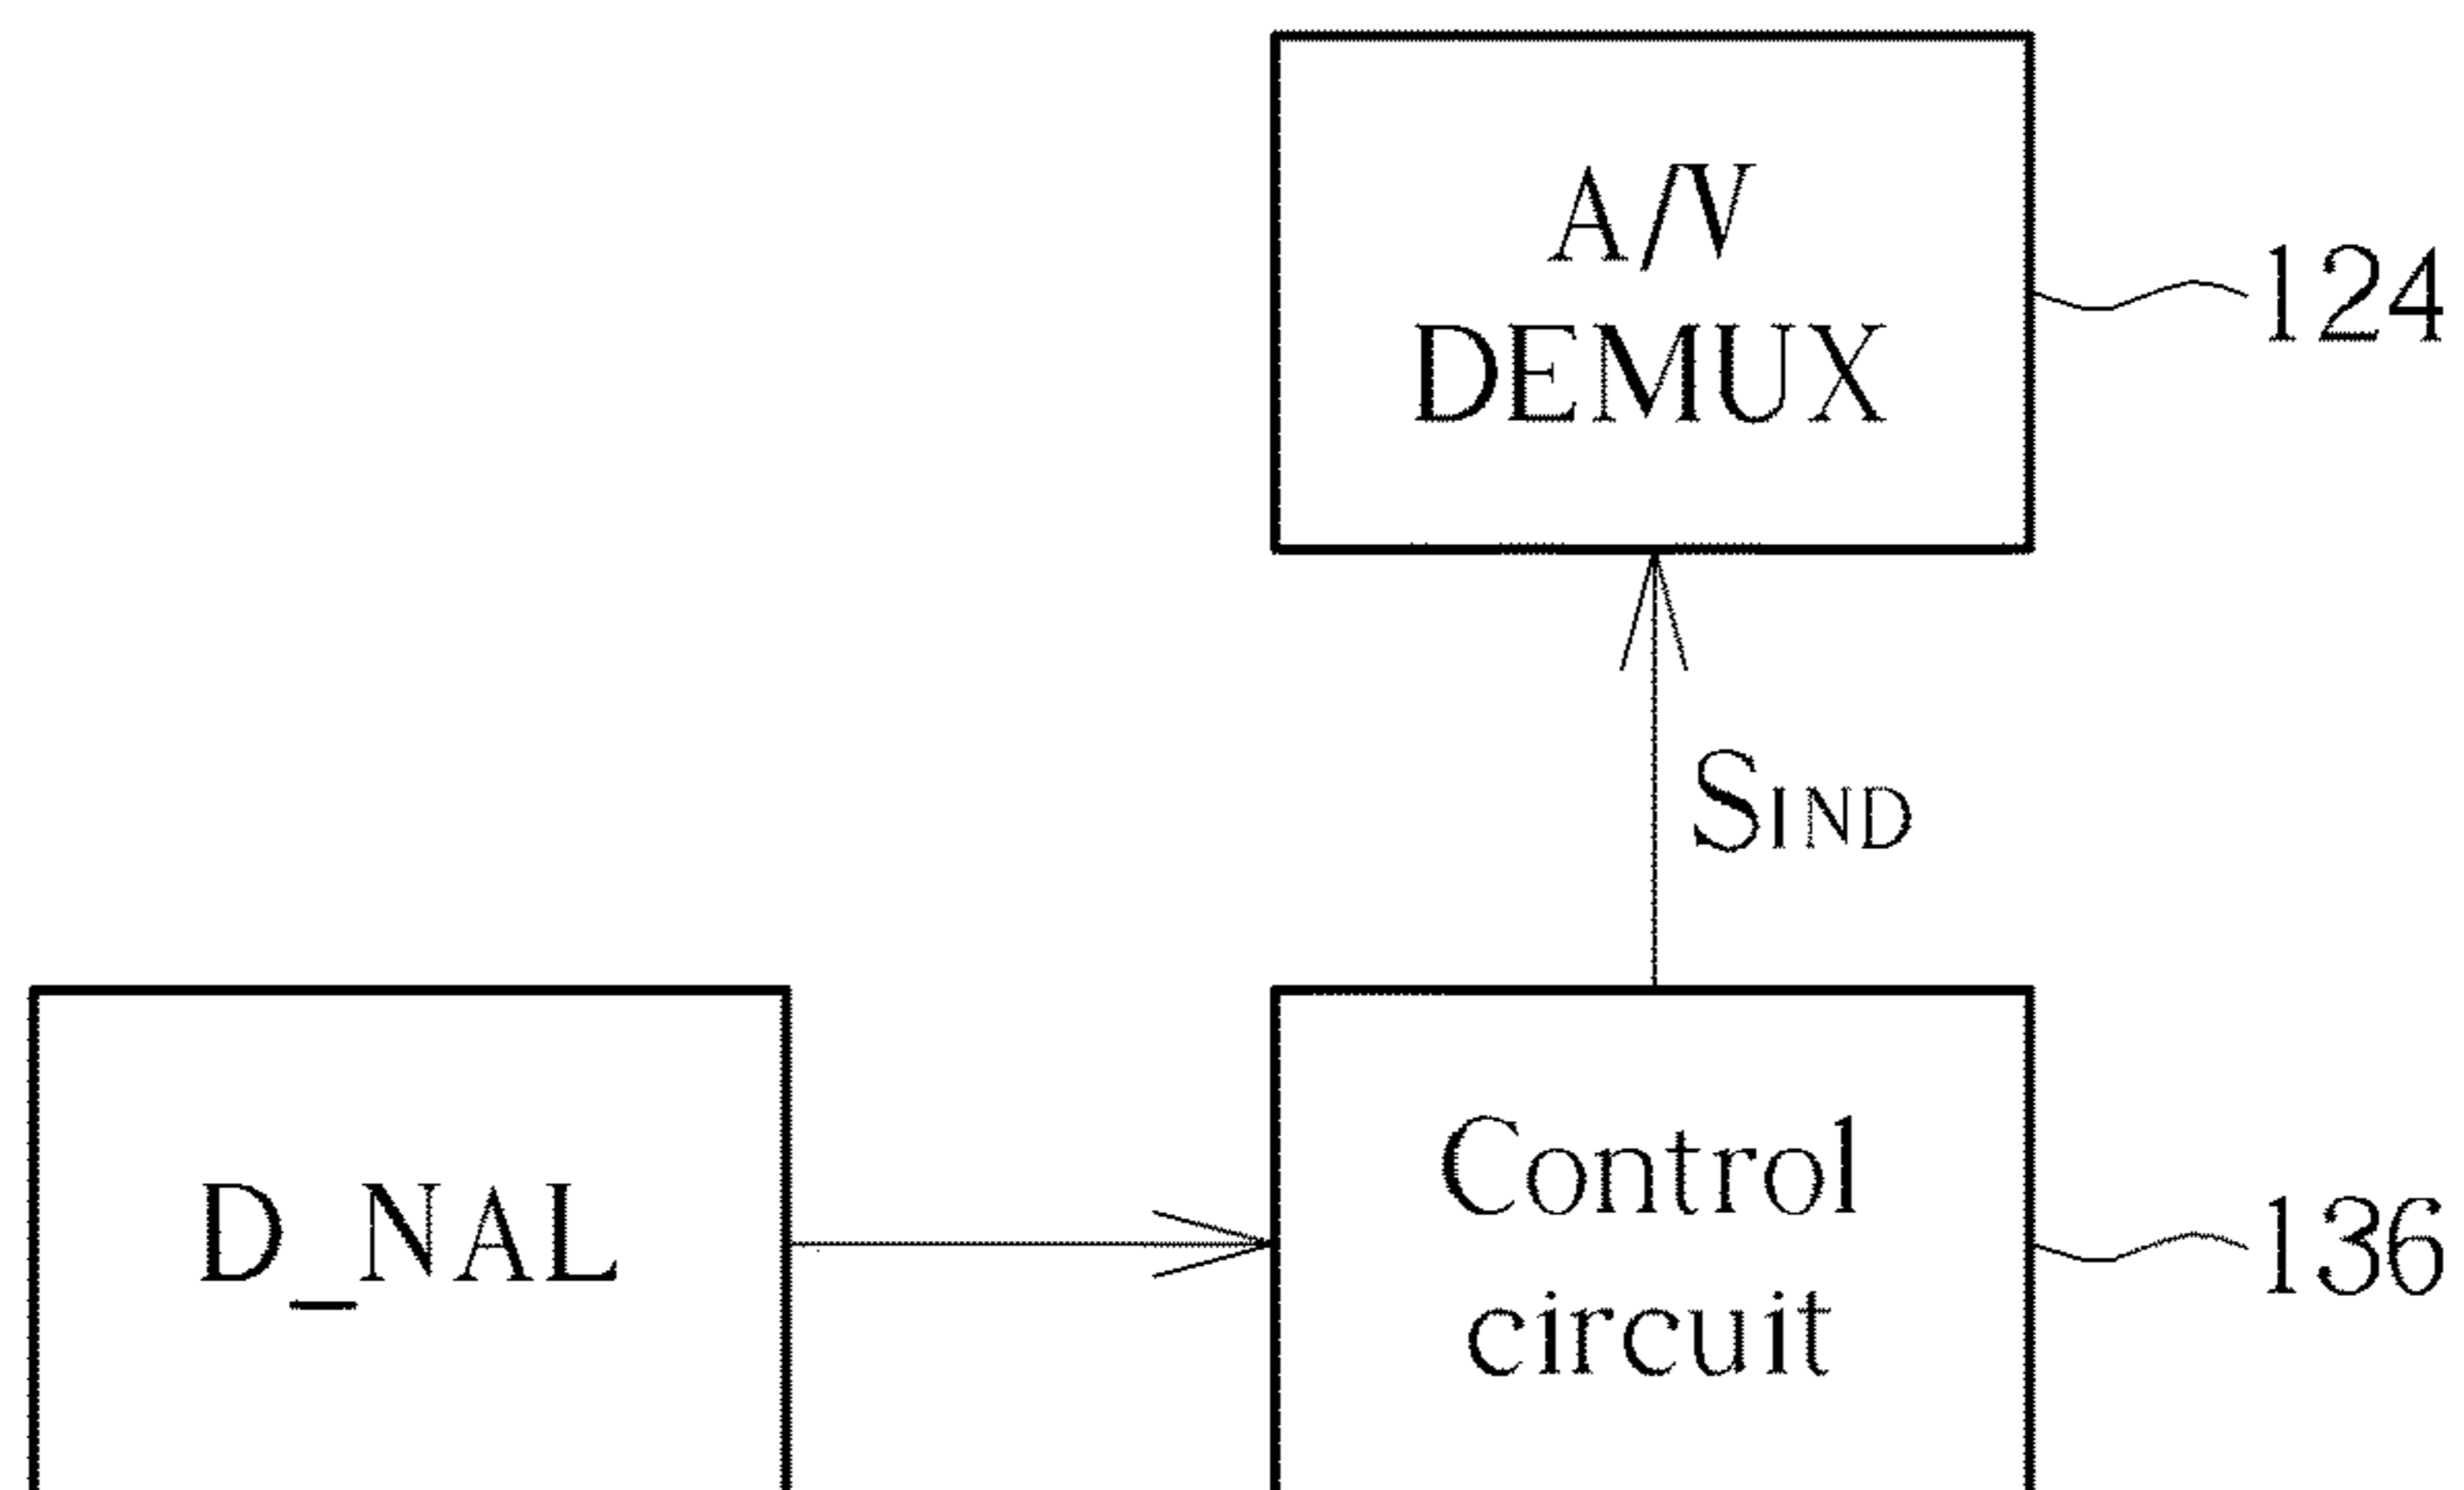 A/V
DEMUX
124
SIND
D_NAL
Control
circuit
136